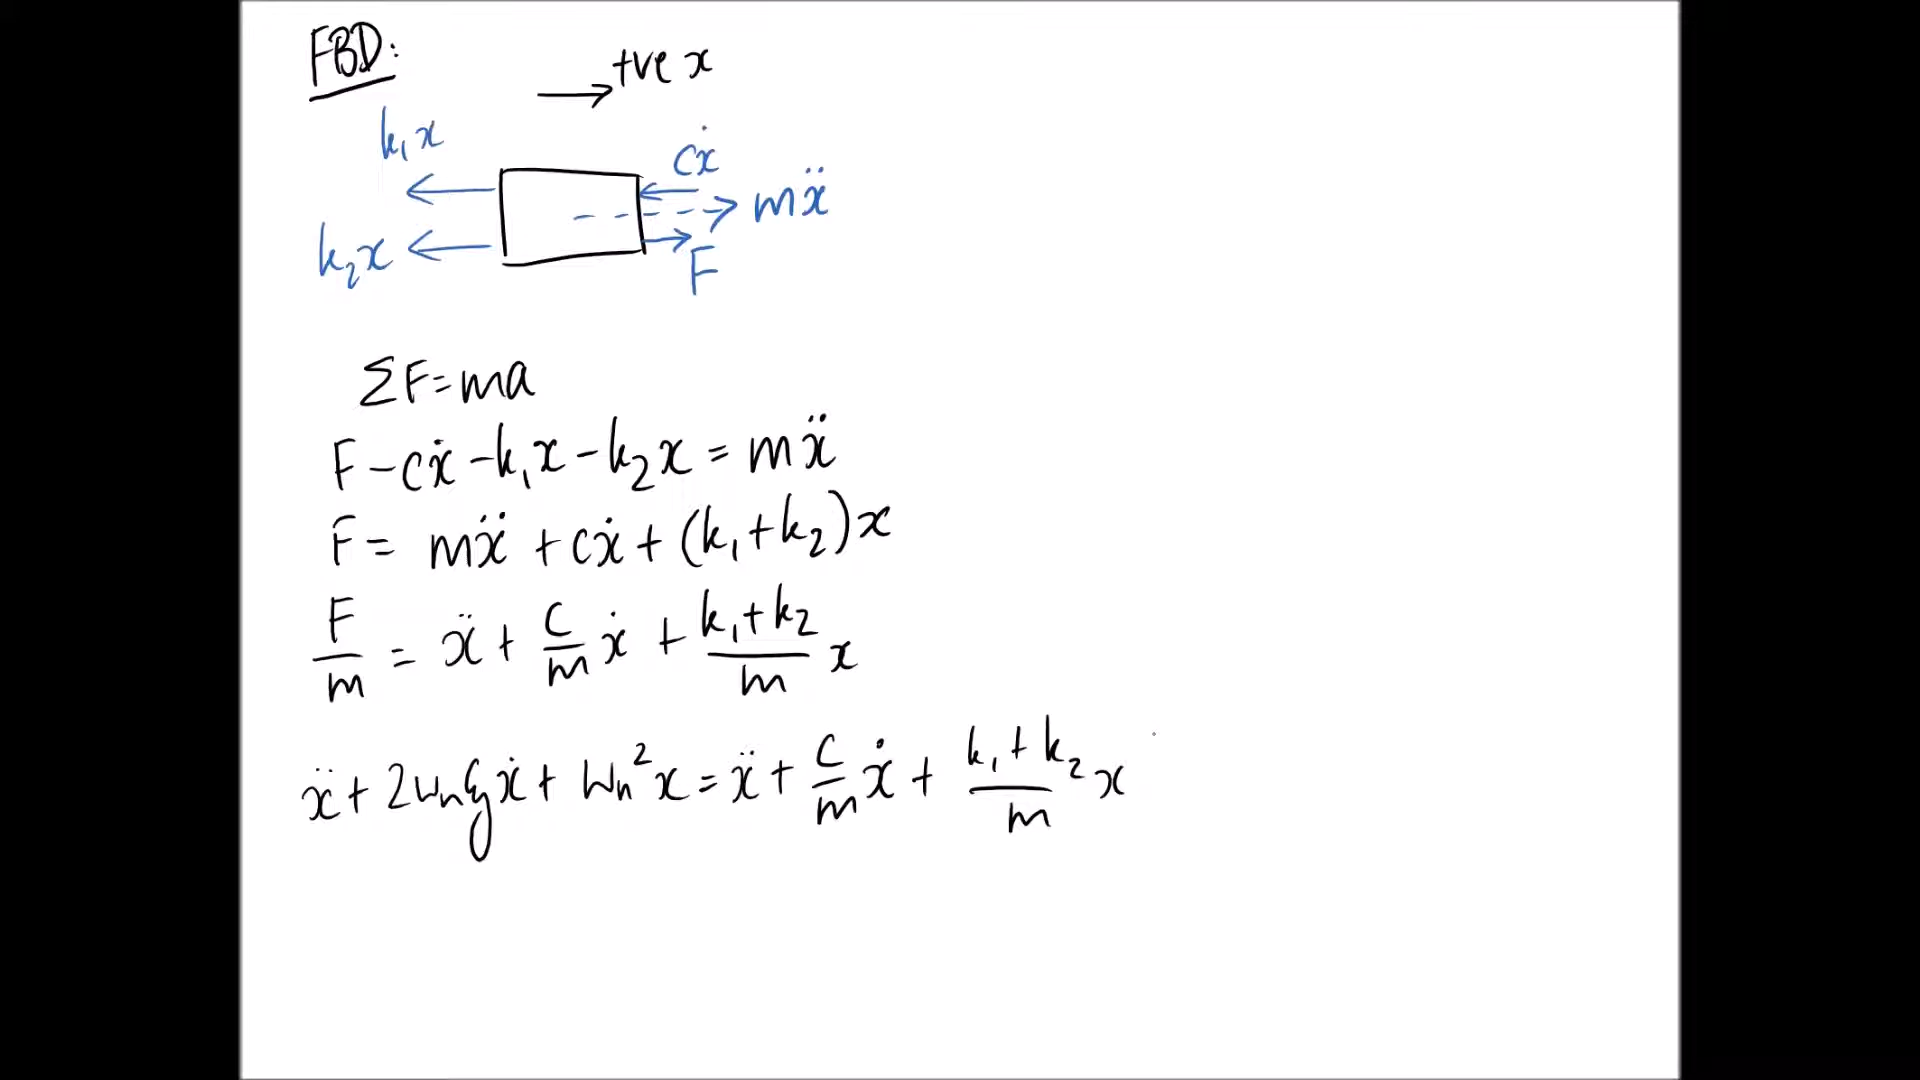 FBD:
+ve x
k₁x
cẋ
mẍ
k₂x
F
ΣF=ma
F-cẋ-k₁x-k₂x=mẍ
F= mẍ+cẋ+(k₁+k₂)x
F/m = ẍ + c/m ẋ + (k₁+k₂)/m x
ẍ+2ωₙξẋ+ωₙ²x=ẍ+ c/m ẋ + (k₁+k₂)/m x